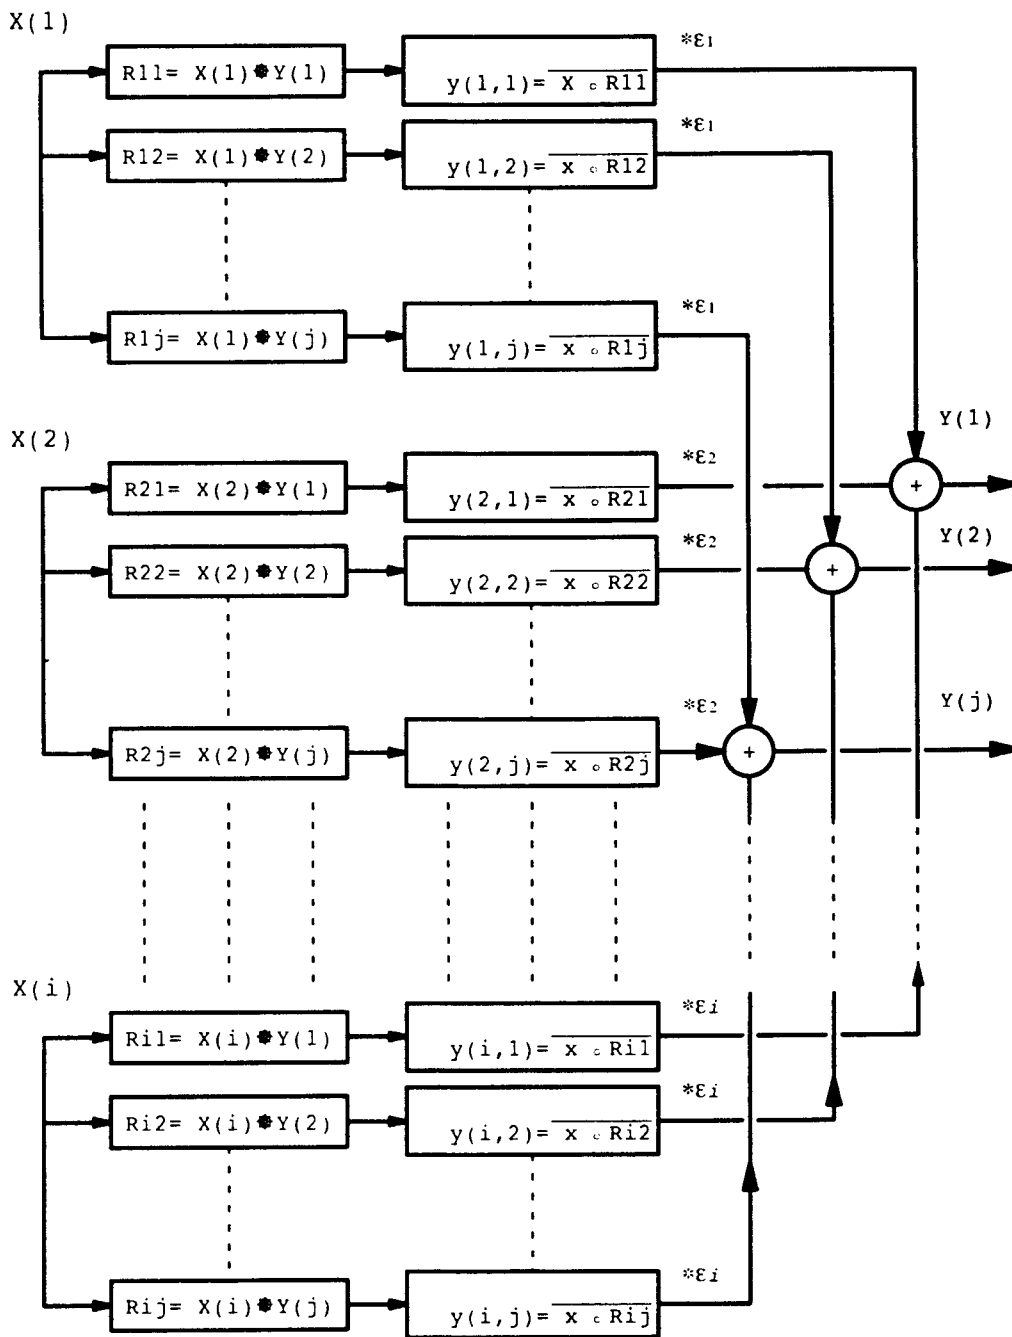 X(1)
R11= X(1)⁕Y(1) y(1,1)= X ∘ R11 *ε1
R12= X(1)⁕Y(2) y(1,2)= x ∘ R12 *ε1
R1j= X(1)⁕Y(j) y(1,j)= x ∘ R1j *ε1
X(2) Y(1)
R21= X(2)⁕Y(1) y(2,1)= x ∘ R21 *ε2 +
Y(2)
R22= X(2)⁕Y(2) y(2,2)= x ∘ R22 *ε2 +
Y(j)
R2j= X(2)⁕Y(j) y(2,j)= x ∘ R2j *ε2 +
X(i)
Ri1= X(i)⁕Y(1) y(i,1)= x ∘ Ri1 *εi
Ri2= X(i)⁕Y(2) y(i,2)= x ∘ Ri2 *εi
Rij= X(i)⁕Y(j) y(i,j)= x ∘ Rij *εi